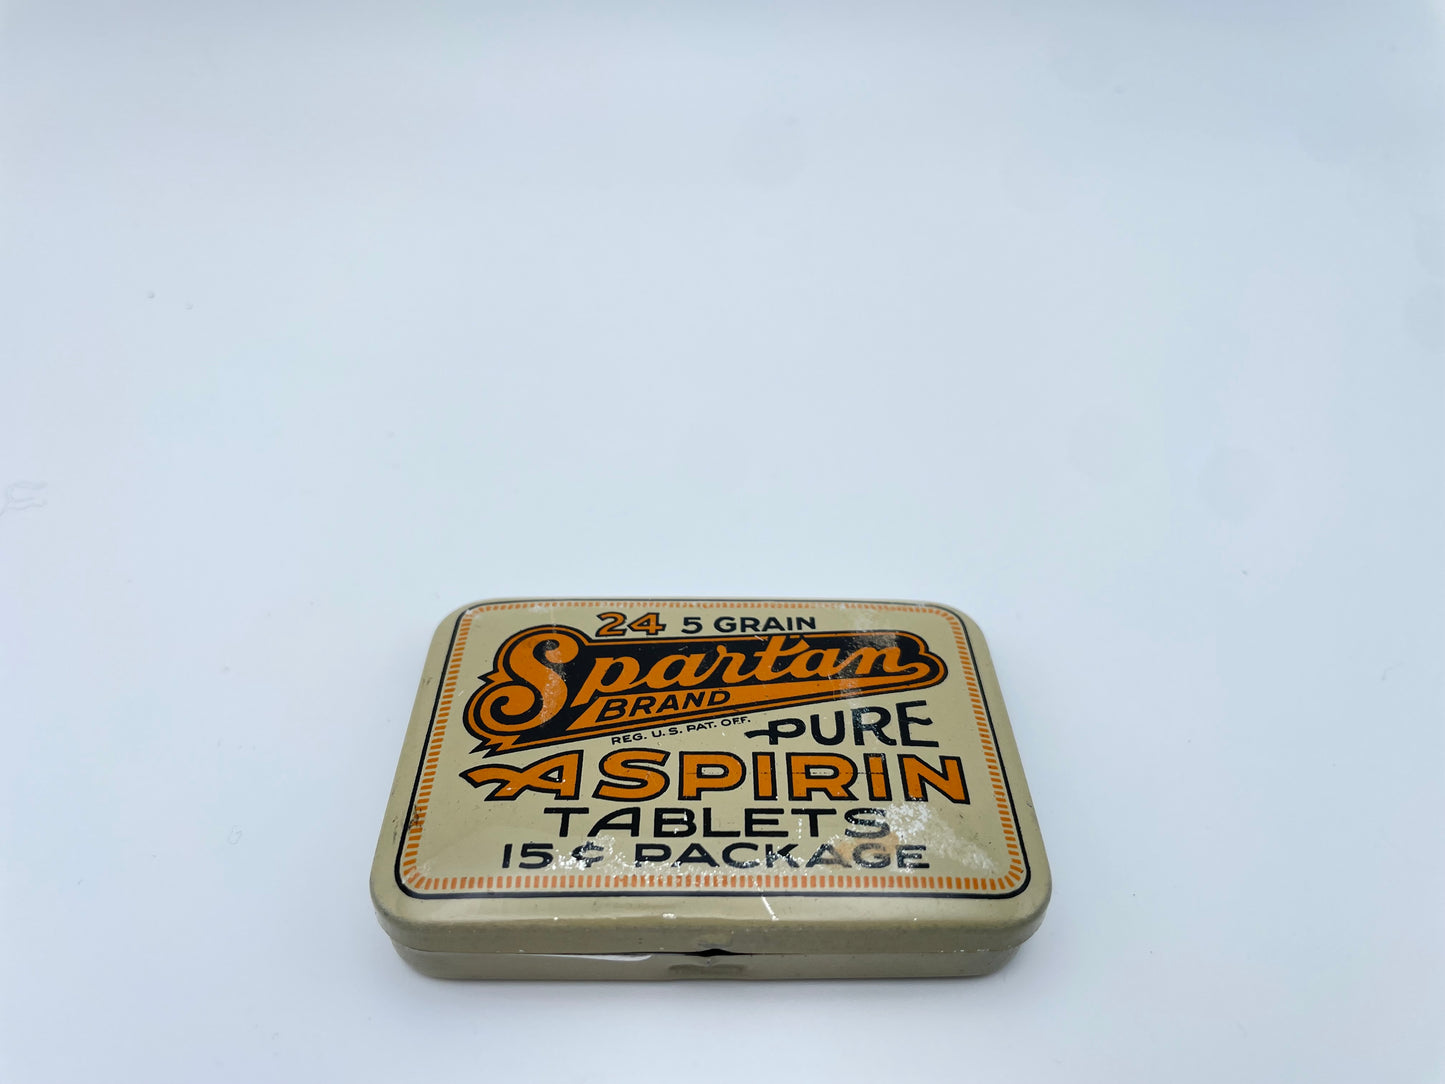 24 5 GRAIN
Spartan
BRAND
REG. U.S. PAT. OFF.
PURE
ASPIRIN
TABLETS
15¢ PACKAGE